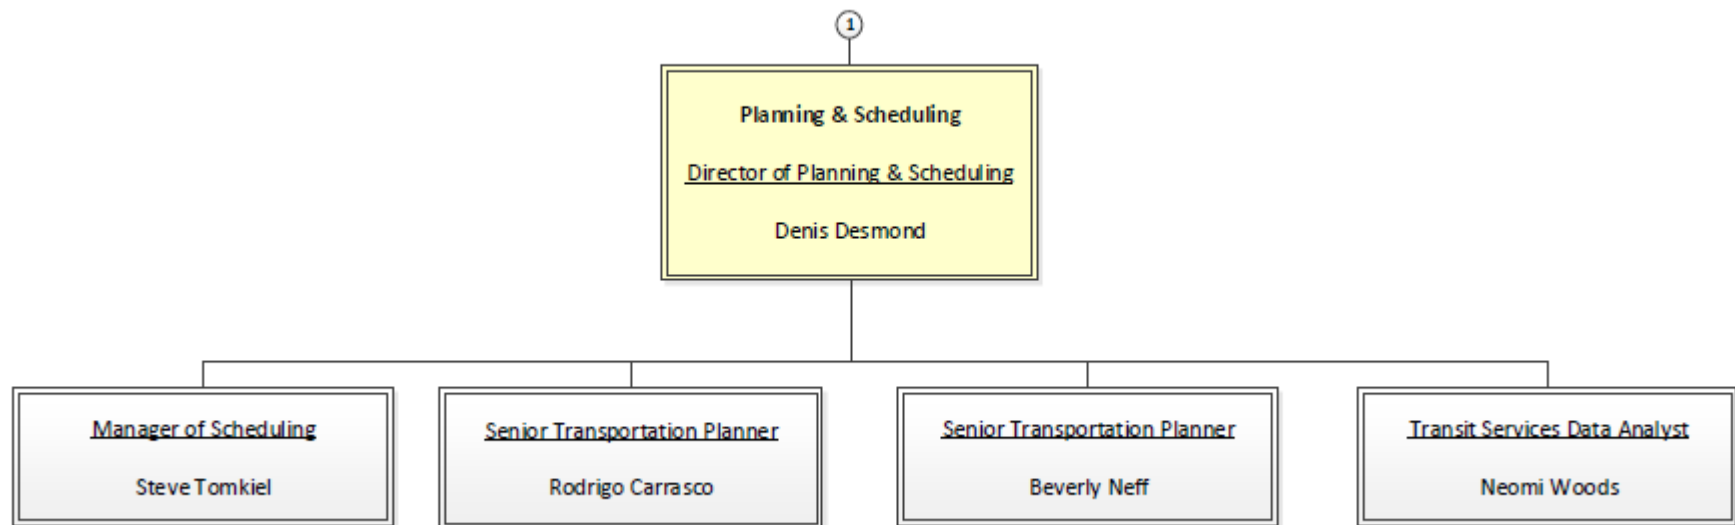 1
Planning & Scheduling
Director of Planning & Scheduling
Denis Desmond
Manager of Scheduling
Steve Tomkiel
Senior Transportation Planner
Rodrigo Carrasco
Senior Transportation Planner
Beverly Neff
Transit Services Data Analyst
Neomi Woods